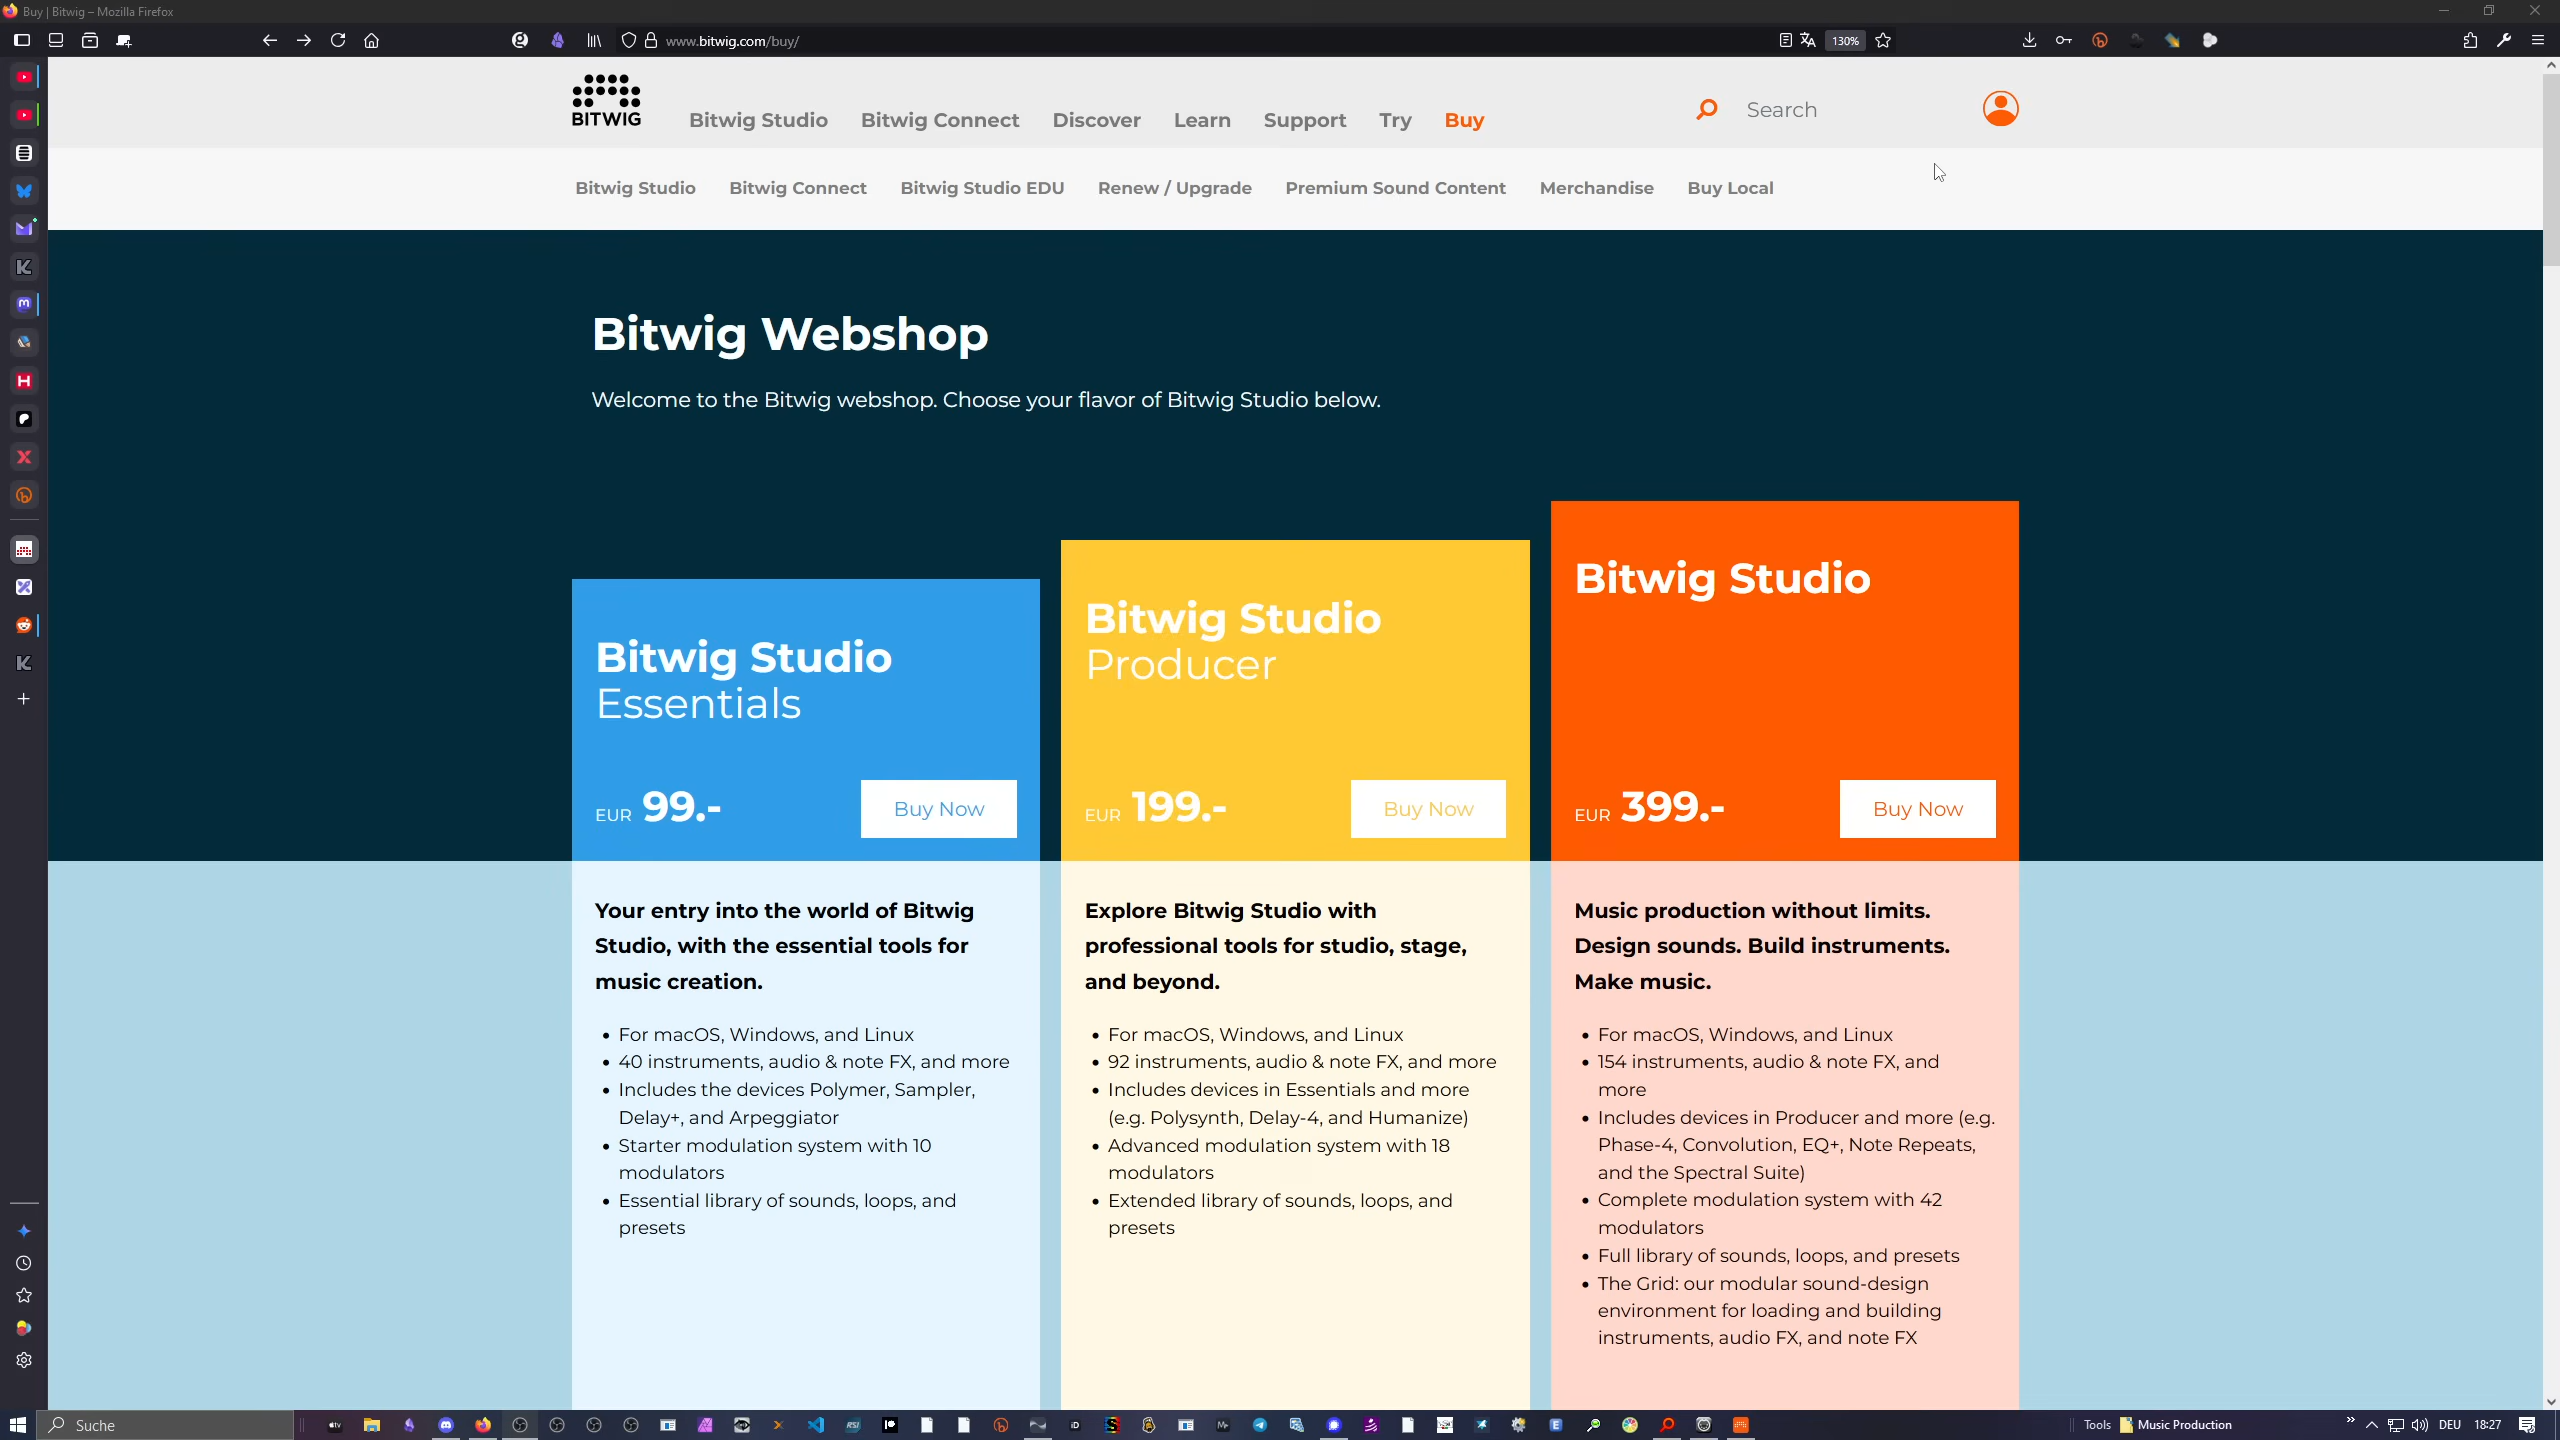 Buy | Bitwig – Mozilla Firefox
www.bitwig.com/buy/
130%
BITWIG
Bitwig Studio
Bitwig Connect
Discover
Learn
Support
Try
Buy
Search
Bitwig Studio
Bitwig Connect
Bitwig Studio EDU
Renew / Upgrade
Premium Sound Content
Merchandise
Buy Local
Bitwig Webshop
Welcome to the Bitwig webshop. Choose your flavor of Bitwig Studio below.
Bitwig Studio
Essentials
EUR 99.-
Buy Now
Your entry into the world of Bitwig
Studio, with the essential tools for
music creation.
• For macOS, Windows, and Linux
• 40 instruments, audio & note FX, and more
• Includes the devices Polymer, Sampler,
Delay+, and Arpeggiator
• Starter modulation system with 10
modulators
• Essential library of sounds, loops, and
presets
Bitwig Studio
Producer
EUR 199.-
Buy Now
Explore Bitwig Studio with
professional tools for studio, stage,
and beyond.
• For macOS, Windows, and Linux
• 92 instruments, audio & note FX, and more
• Includes devices in Essentials and more
(e.g. Polysynth, Delay-4, and Humanize)
• Advanced modulation system with 18
modulators
• Extended library of sounds, loops, and
presets
Bitwig Studio
EUR 399.-
Buy Now
Music production without limits.
Design sounds. Build instruments.
Make music.
• For macOS, Windows, and Linux
• 154 instruments, audio & note FX, and
more
• Includes devices in Producer and more (e.g.
Phase-4, Convolution, EQ+, Note Repeats,
and the Spectral Suite)
• Complete modulation system with 42
modulators
• Full library of sounds, loops, and presets
• The Grid: our modular sound-design
environment for loading and building
instruments, audio FX, and note FX
Suche
Tools
Music Production
DEU
18:27